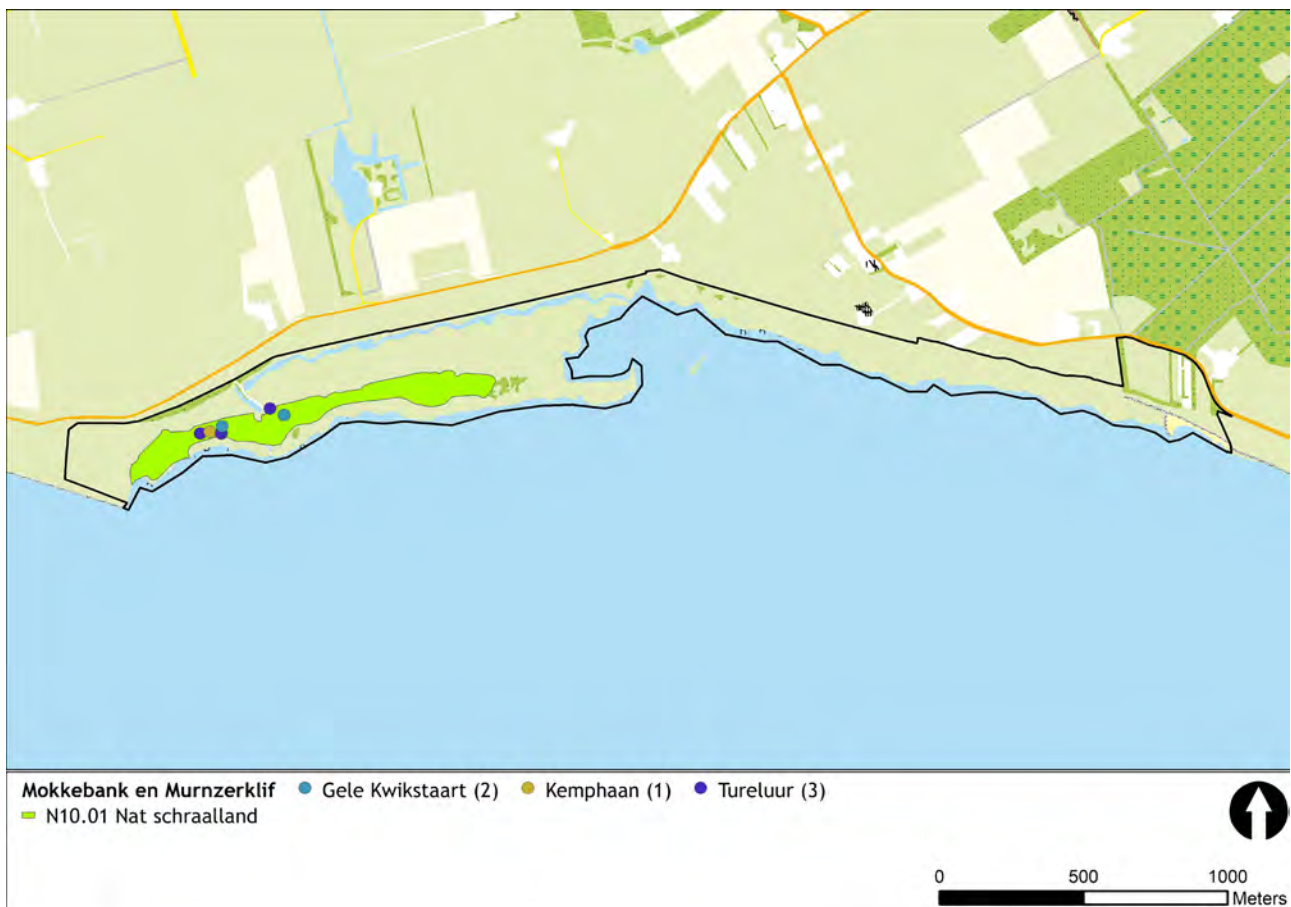 Mokkebank en Murnzerklif Gele Kwikstaart (2) Kemphaan (1) Tureluur (3)
N10.01 Nat schraalland
0 500 1000
Meters